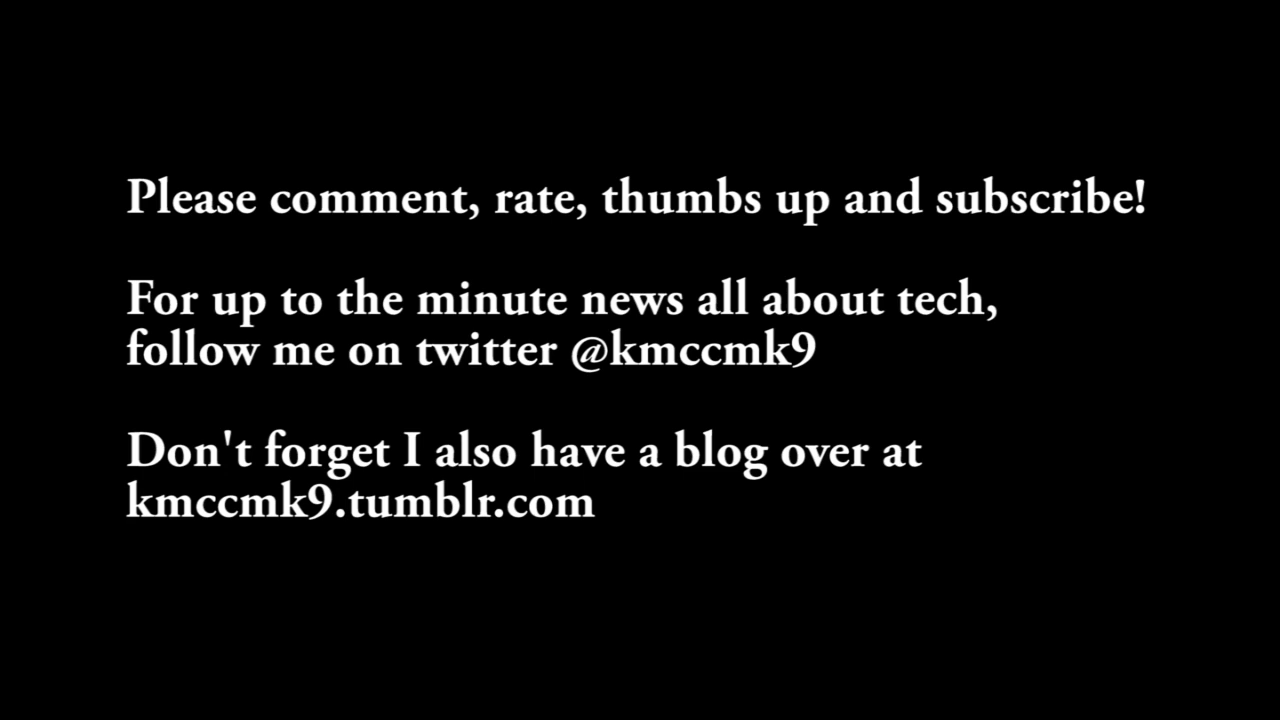 Please comment, rate, thumbs up and subscribe!
For up to the minute news all about tech,
follow me on twitter @kmccmk9
Don't forget I also have a blog over at
kmccmk9.tumblr.com